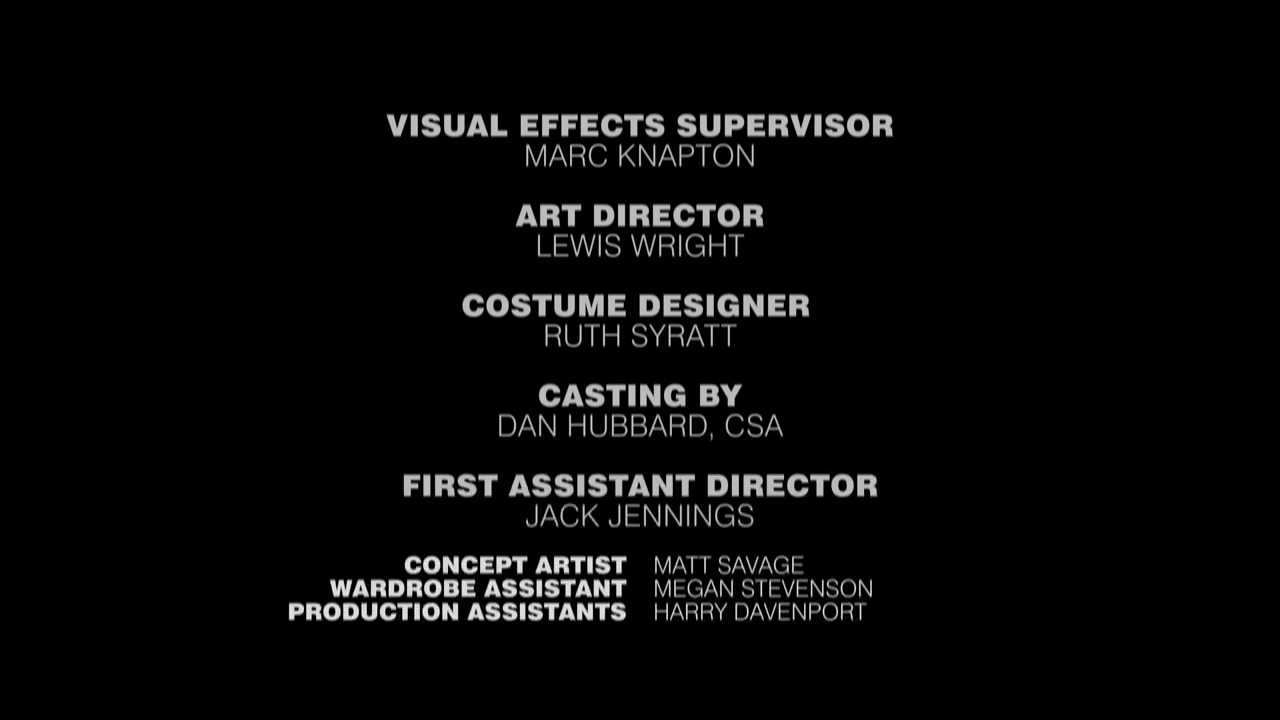 VISUAL EFFECTS SUPERVISOR
MARC KNAPTON
ART DIRECTOR
LEWIS WRIGHT
COSTUME DESIGNER
RUTH SYRATT
CASTING BY
DAN HUBBARD, CSA
FIRST ASSISTANT DIRECTOR
JACK JENNINGS
CONCEPT ARTIST MATT SAVAGE
WARDROBE ASSISTANT MEGAN STEVENSON
PRODUCTION ASSISTANTS HARRY DAVENPORT